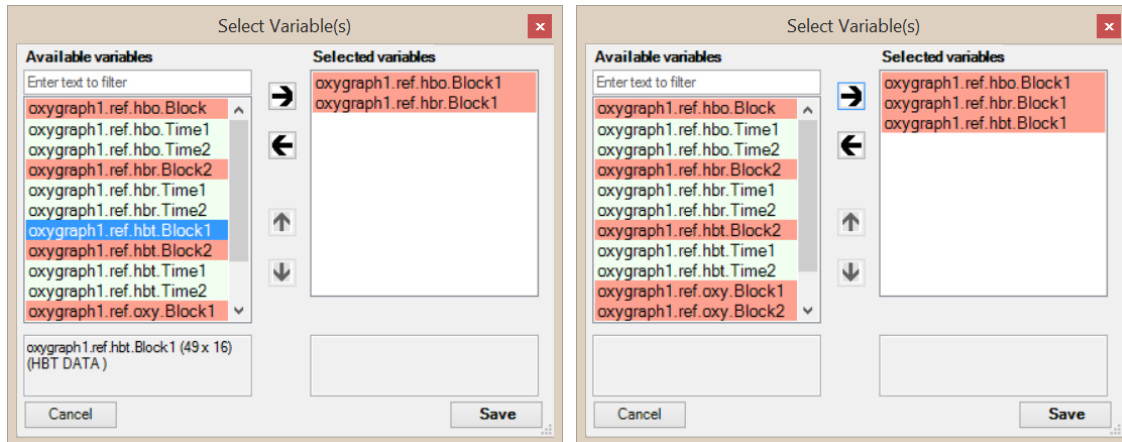 Select Variable(s)
Available variables
Enter text to filter
oxygraph1.ref.hbo.Block
oxygraph1.ref.hbo.Time1
oxygraph1.ref.hbo.Time2
oxygraph1.ref.hbr.Block2
oxygraph1.ref.hbr.Time1
oxygraph1.ref.hbr.Time2
oxygraph1.ref.hbt.Block1
oxygraph1.ref.hbt.Block2
oxygraph1.ref.hbt.Time1
oxygraph1.ref.hbt.Time2
oxygraph1.ref.oxy.Block1
oxygraph1.ref.hbt.Block1 (49 x 16)
(HBT DATA )
Selected variables
oxygraph1.ref.hbo.Block1
oxygraph1.ref.hbr.Block1
Cancel
Save
Select Variable(s)
Available variables
Enter text to filter
oxygraph1.ref.hbo.Block
oxygraph1.ref.hbo.Time1
oxygraph1.ref.hbo.Time2
oxygraph1.ref.hbr.Block2
oxygraph1.ref.hbr.Time1
oxygraph1.ref.hbr.Time2
oxygraph1.ref.hbt.Block2
oxygraph1.ref.hbt.Time1
oxygraph1.ref.hbt.Time2
oxygraph1.ref.oxy.Block1
oxygraph1.ref.oxy.Block2
Selected variables
oxygraph1.ref.hbo.Block1
oxygraph1.ref.hbr.Block1
oxygraph1.ref.hbt.Block1
Cancel
Save